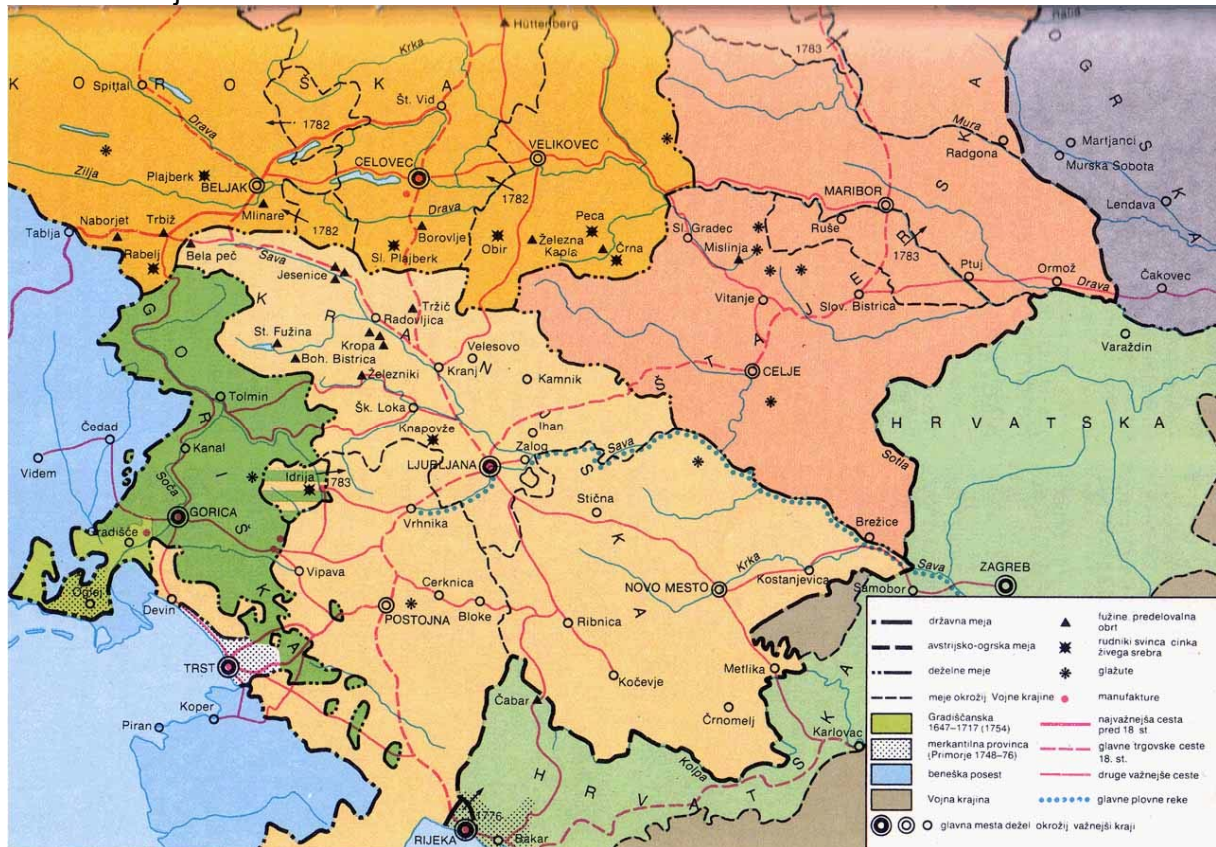 Hüttenberg
1783
Krka
K O R O Š K A
Spittal
Št. Vid
Drava
1782
VELIKOVEC
Mura
Radgona
Martjanci
Murska Sobota
OGRSKA
Zilja
Plajberk
CELOVEC
BELJAK
Drava
1782
MARIBOR
Lendava
Mlinare
Peca
Naborjet
Trbiž
1782
Borovlje
Obir
Železna
Kapla
Črna
Sl. Gradec
Ruše
Mislinja
1783
Tablja
Rabelj
Bela peč
Sl. Plajberk
Sava
Jesenice
Ptuj
Ormož
Drava
Čakovec
Vitanje
Slov. Bistrica
Tržič
Radovljica
St. Fužina
Kropa
Velesovo
Varaždin
Boh. Bistrica
Kranj
Železniki
Kamnik
CELJE
ŠTAJERSKA
Tolmin
Šk. Loka
Ihan
HRVATSKA
Čedad
Knapovže
Zalog
Sava
Kanal
Videm
LJUBLJANA
Sotla
Idrija
1783
Soča
Stična
GORICA
Vrhnika
Gradišče
Brežice
Krka
Sava
ZAGREB
Vipava
Cerknica
NOVO MESTO
Kostanjevica
Samobor
Oglej
Devin
POSTOJNA
Bloke
Ribnica
GORIŠKA
KRANJSKA
TRST
Metlika
Kočevje
Koper
Čabar
Piran
Črnomelj
Karlovac
Kolpa
HRVATSKA
1776
RIJEKA
Bakar
državna meja
avstrijsko-ogrska meja
deželne meje
meje okrožij Vojne krajine
Gradiščanska
1647–1717 (1754)
merkantilna provinca
(Primorje 1748–76)
beneška posest
Vojna krajina
glavna mesta dežel okrožij važnejši kraji
fužine predelovalna
obrt
rudniki svinca cinka
živega srebra
glažute
manufakture
najvažnejša cesta
pred 18 st.
glavne trgovske ceste
18. st.
druge važnejše ceste
glavne plovne reke